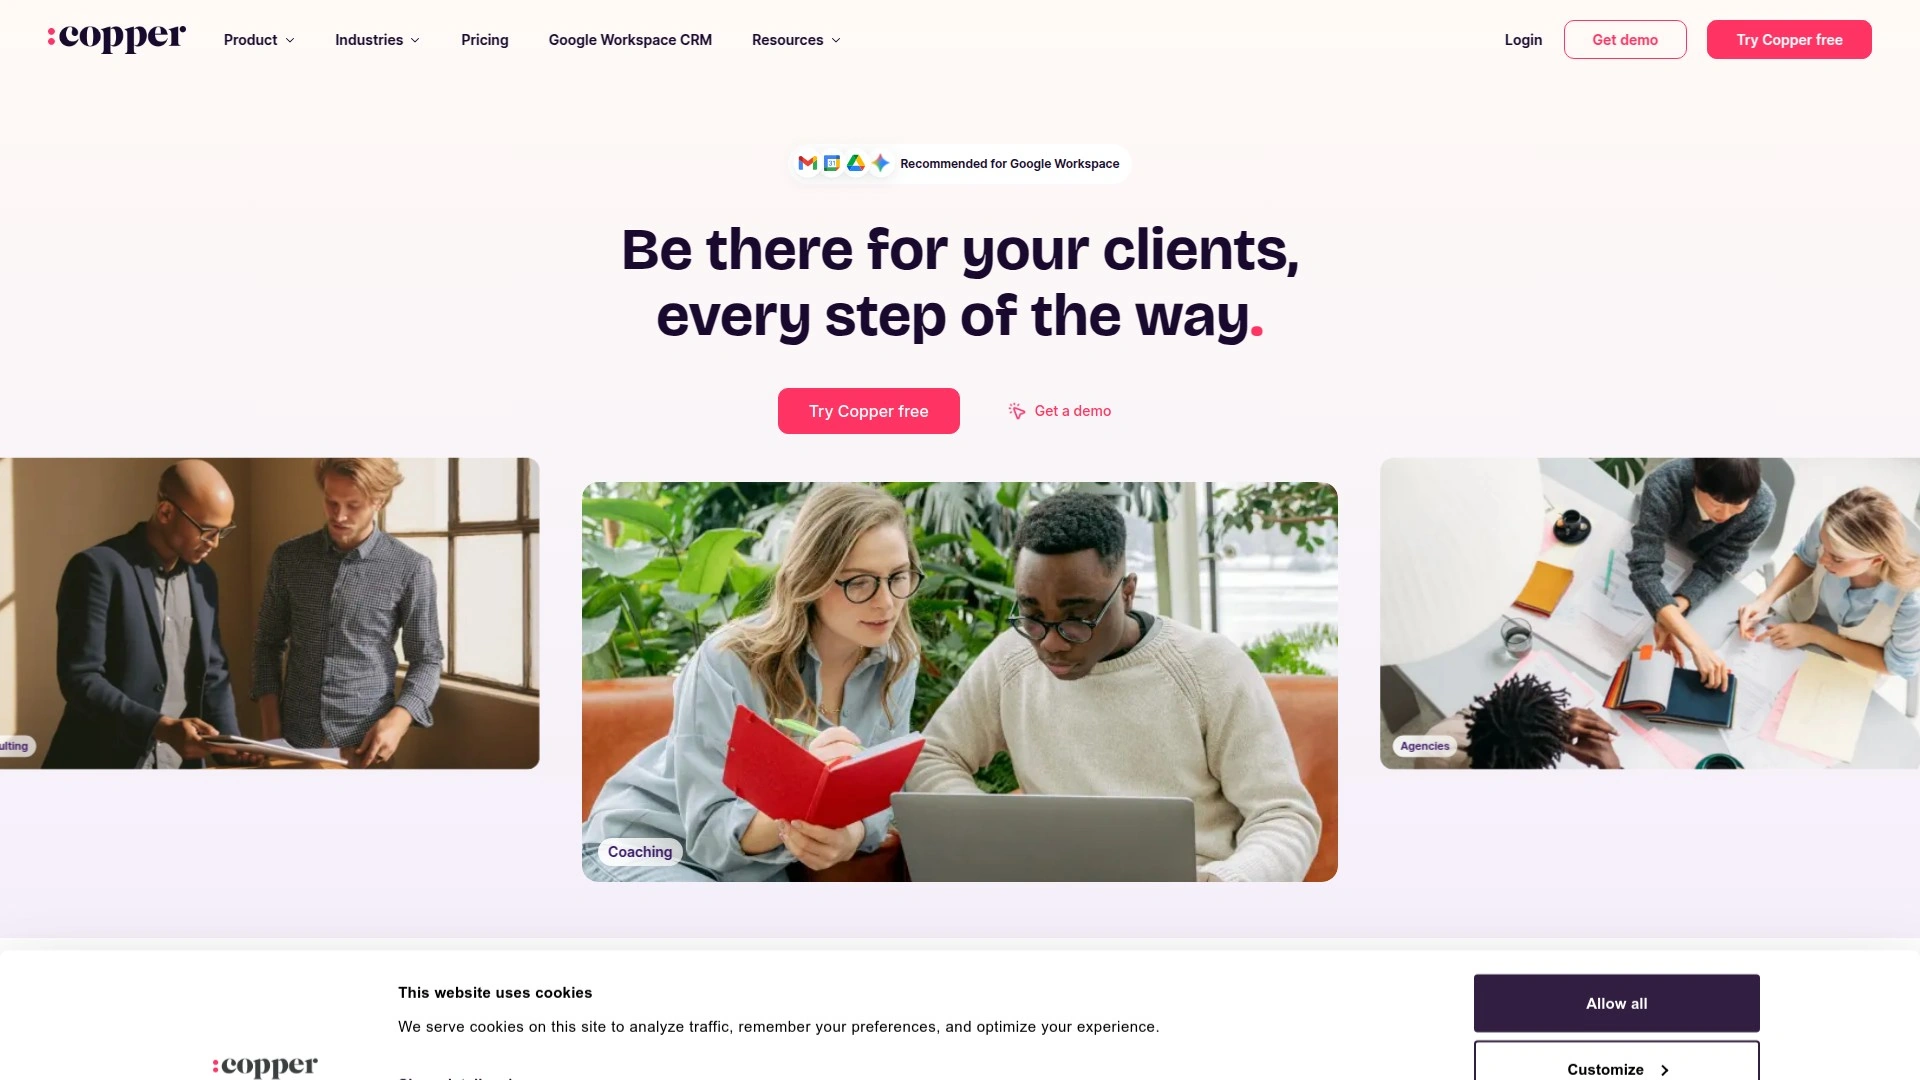 :copper
Product
Industries
Pricing
Google Workspace CRM
Resources
Login
Get demo
Try Copper free
31
Recommended for Google Workspace
Be there for your clients,
every step of the way.
Try Copper free
Get a demo
ulting
Coaching
Agencies
This website uses cookies
We serve cookies on this site to analyze traffic, remember your preferences, and optimize your experience.
:copper
Allow all
Customize